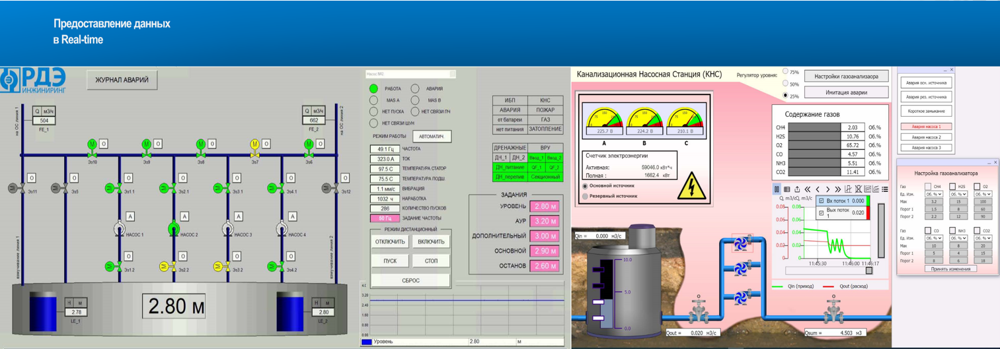 Предоставление данных
в Real-time
РДЭ
ИНЖИНИРИНГ
ЖУРНАЛ АВАРИЙ
на ОС линия 1
Q м3/ч
504
FE_1
Q м3/ч
662
FE_2
на ОС линия 2
М О М О М О М О М О
Эз10 Эз9 Эз8 Эз7 Эз6
М О М О М О М О М О М О М О
Эз11 Эз5 Эз1.1 Эз2.1 Эз3.1 Эз4.1 Эз12
А А А А
НАСОС 1 НАСОС 2 НАСОС 3 НАСОС 4
М О М О М О М О
Эз1.2 Эз2.2 Эз3.2 Эз4.2
взмучивание линия 1
взмучивание линия 2
Н м
2.78
LE_1
2.80 м
Н м
2.80
LE_2
Насос №2
РАБОТА АВАРИЯ
MAS A MAS B
НЕТ ПУСКА НЕТ СВЯЗИ ПЧ
НЕТ СВЯЗИ ШУН
РЕЖИМ РАБОТЫ АВТОМАТИЧ.
49.1 Гц ЧАСТОТА
323.0 А ТОК
97.5 С ТЕМПЕРАТУРА СТАТОР
75.5 С ТЕМПЕРАТУРА ПОДШ.
1.1 мм/с ВИБРАЦИЯ
1032 ч НАРАБОТКА
286 КОЛИЧЕСТВО ПУСКОВ
50 Гц ЗАДАНИЕ ЧАСТОТЫ
РЕЖИМ ДИСТАНЦИОННЫЙ
ОТКЛЮЧИТЬ ВКЛЮЧИТЬ
ПУСК СТОП
СБРОС
ИБП КНС
АВАРИЯ ПОЖАР
от батареи ГАЗ
нет питания ЗАТОПЛЕНИЕ
ДРЕНАЖНЫЕ ВРУ
ДН_1 ДН_2 Ввод_1 Ввод_2
ДН_питание QF_1 QF_2
ДН_перелив Секционный
ЗАДАНИЯ
УРОВЕНЬ 2.80 м
АУР 3.20 м
ДОПОЛНИТЕЛЬНЫЙ 3.00 м
ОСНОВНОЙ 2.90 м
ОСТАНОВ 2.60 м
3.20
2.40
1.60
0.80
0.00
Уровень 2.80 м
Канализационная Насосная Станция (КНС)
Регулятор уровня:
75%
50%
25%
Настройки газоанализаора
Имитация аварии
225.7 В 224.2 В 210.1 В
A B C
Счетчик электроэнергии
Активная: 59046.0 кВт*ч
Полная : 1662.4 кВт
Основной источник
Резервный источник
Содержание газов
CH4 2.03 Об.%
H2S 10.76 Об.%
O2 65.72 Об.%
CO 4.57 Об.%
NH3 5.51 Об.%
CO2 11.41 Об.%
Q, m3/cQ, m3/c
0.08 0.08
0.06 0.06
0.04 0.04
0.02 0.02
0 0
Вх поток 1 0.000
Вых поток 1 0.020
11:45:30 11:46:00 11:46:17
Qin (приход) Qout (расход)
Qin = 0.000 м3/с
10.0
5.0
0.0
Qout = 0.020 м3/с
Qsum = 4.503 м3
Авария осн. источника
Авария рез. источника
Короткое замыкание
Авария насоса 1
Авария насоса 2
Авария насоса 3
Настройка газоанализатора
Газ CH4 H2S O2
Ед. Изм. Об. % Об. % Об. %
Max 3.2 15 100
Порог 1 1.5 8 60
Порог 2 2.2 12 90
Газ CO NH3 CO2
Ед. Изм. Об. % Об. % Об. %
Max 10 8 20
Порог 1 5 4 15
Порог 2 8 6 18
Принять изменения